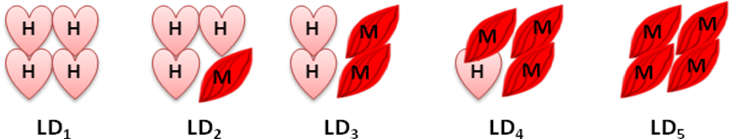 H H H H H M M M M M
H H H M H M H M M M
LD₁ LD₂ LD₃ LD₄ LD₅